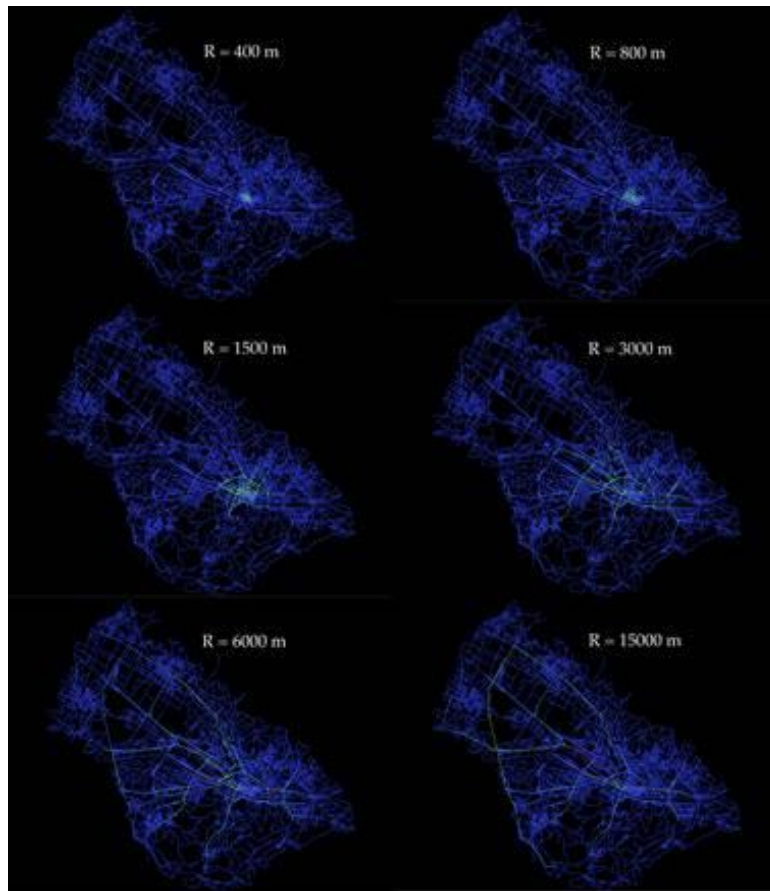 R = 400 m
R = 800 m
R = 1500 m
R = 3000 m
R = 6000 m
R = 15000 m